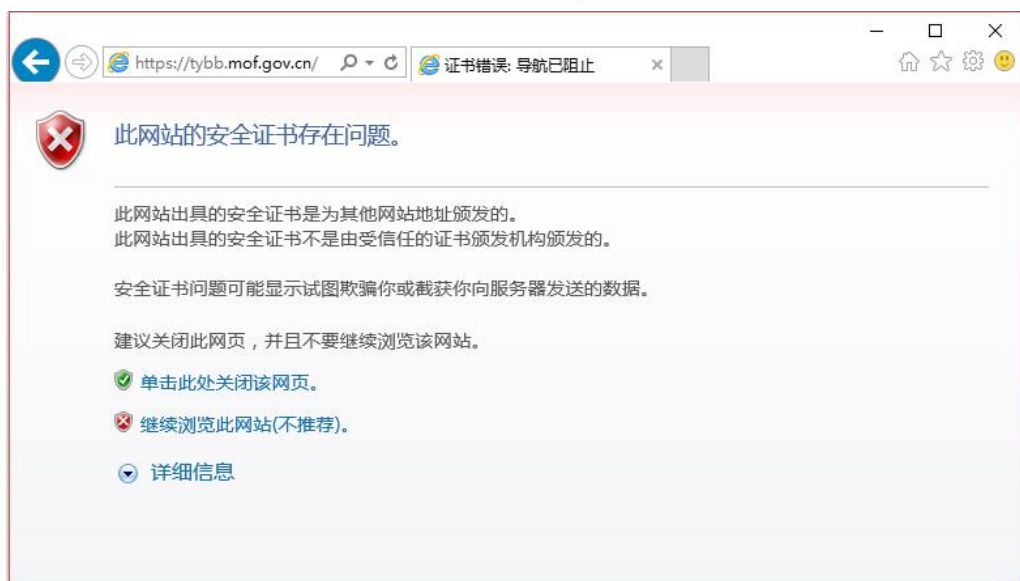 https://tybb.mof.gov.cn/
证书错误: 导航已阻止
此网站的安全证书存在问题。
此网站出具的安全证书是为其他网站地址颁发的。
此网站出具的安全证书不是由受信任的证书颁发机构颁发的。
安全证书问题可能显示试图欺骗你或截获你向服务器发送的数据。
建议关闭此网页，并且不要继续浏览该网站。
单击此处关闭该网页。
继续浏览此网站(不推荐)。
详细信息